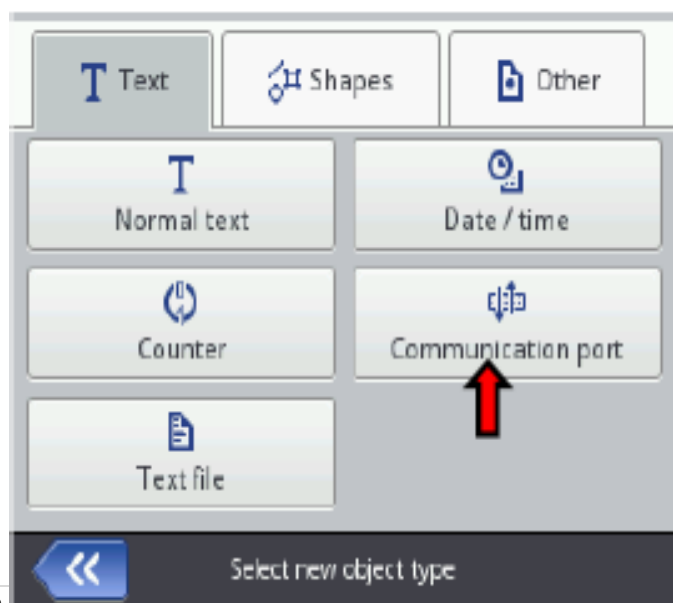 Text
Shapes
Other
Normal text
Date / time
Counter
Communication port
Text file
Select new object type